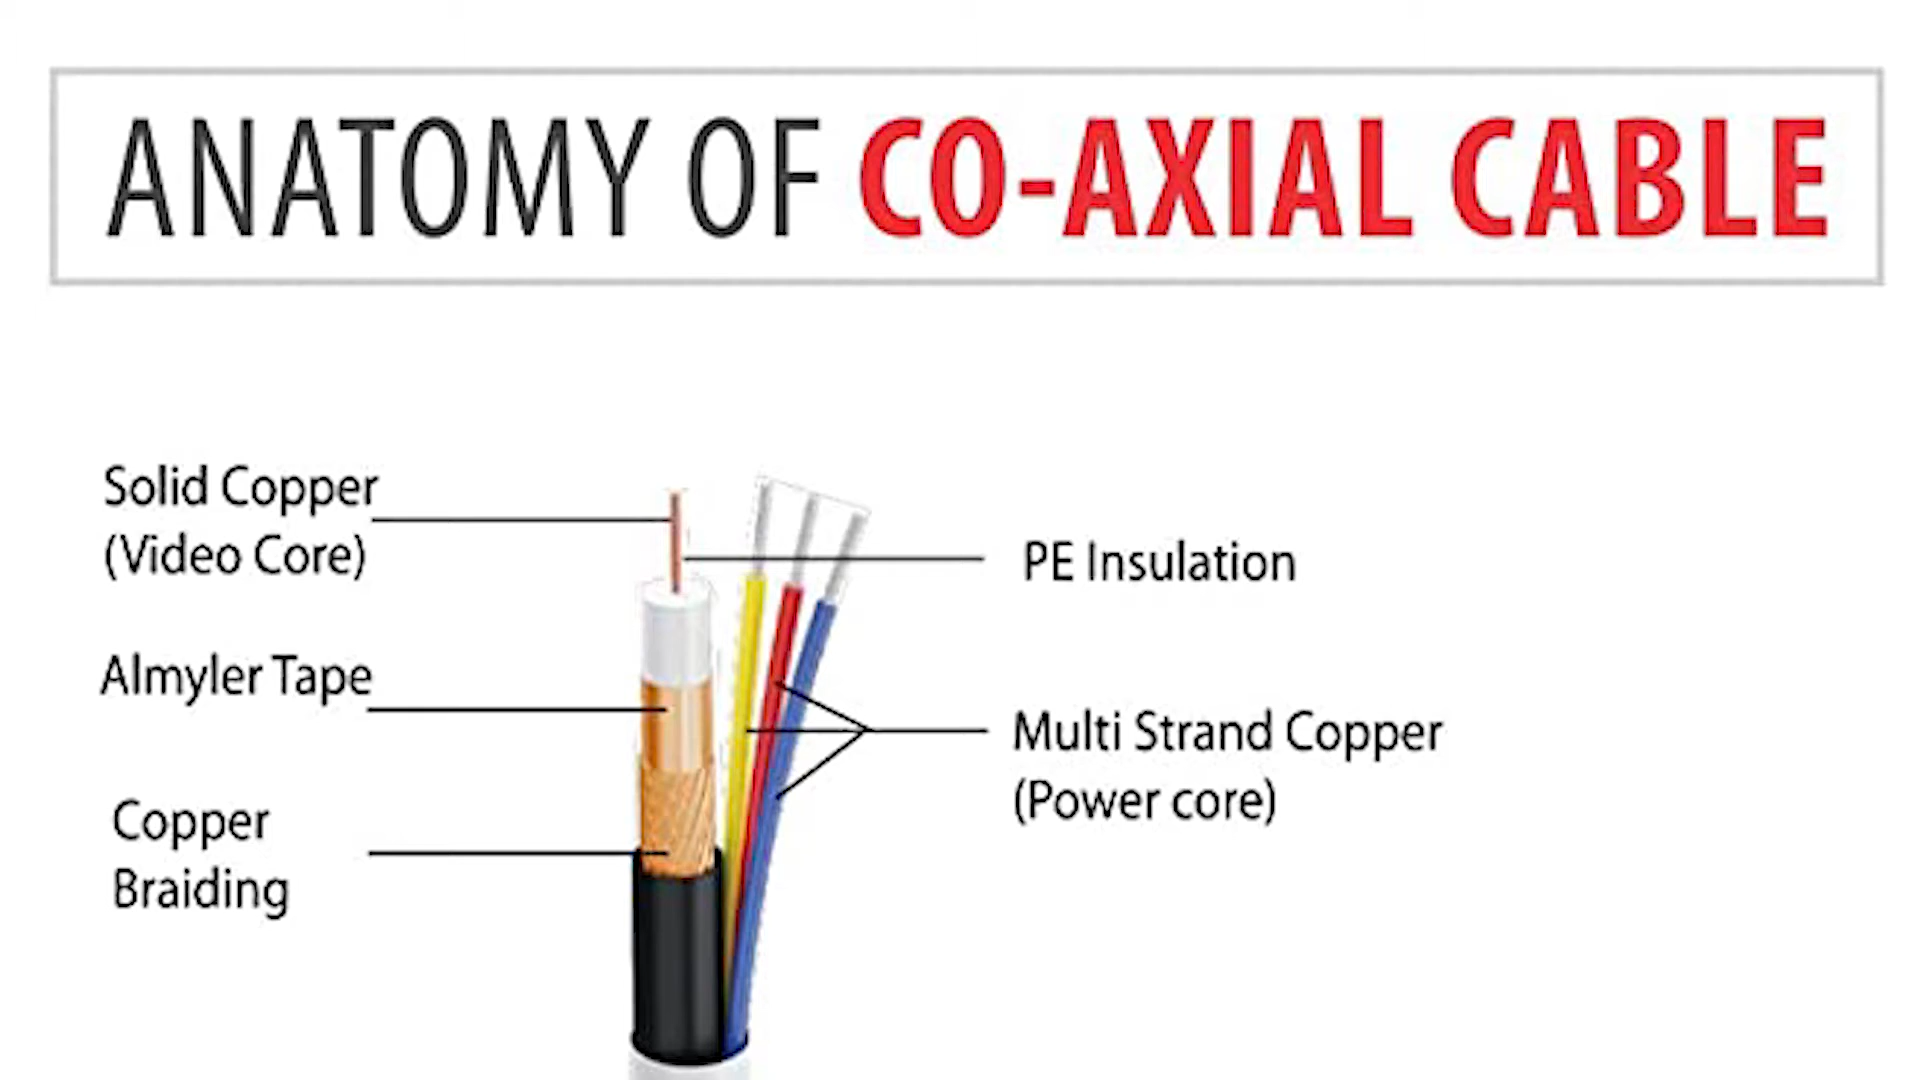 ANATOMY OF CO-AXIAL CABLE
Solid Copper
(Video Core)
PE Insulation
Almyler Tape
Multi Strand Copper
(Power core)
Copper
Braiding